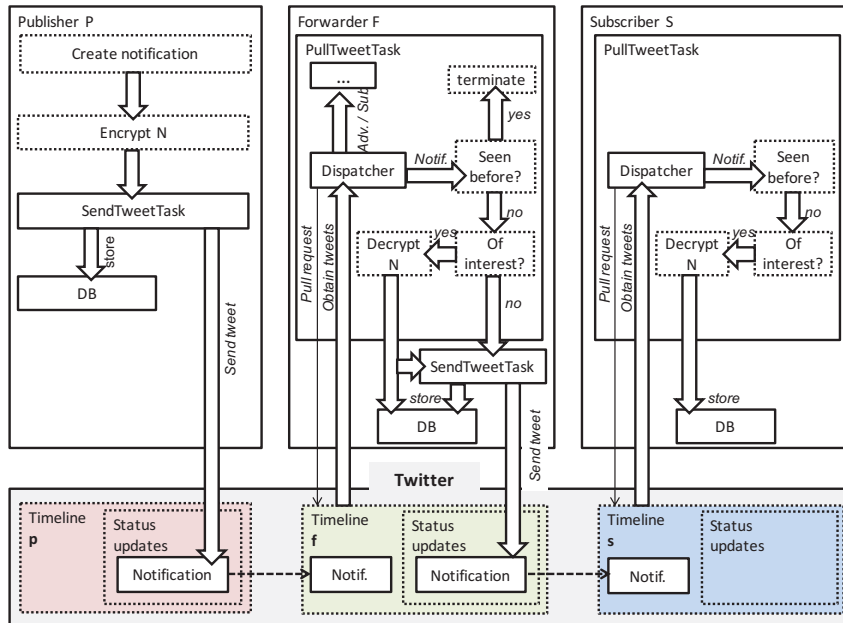 Publisher P
Create notification
Encrypt N
SendTweetTask
store
DB
Send tweet
Forwarder F
PullTweetTask
...
Adv. / Sub
terminate
yes
Dispatcher
Notif.
Seen
before?
no
Of
interest?
yes
Decrypt
N
no
Pull request
Obtain tweets
SendTweetTask
store
DB
Send tweet
Subscriber S
PullTweetTask
Dispatcher
Notif.
Seen
before?
no
Of
interest?
yes
Decrypt
N
Pull request
Obtain tweets
store
DB
Twitter
Timeline
p
Status
updates
Notification
Timeline
f
Notif.
Status
updates
Notification
Timeline
s
Notif.
Status
updates